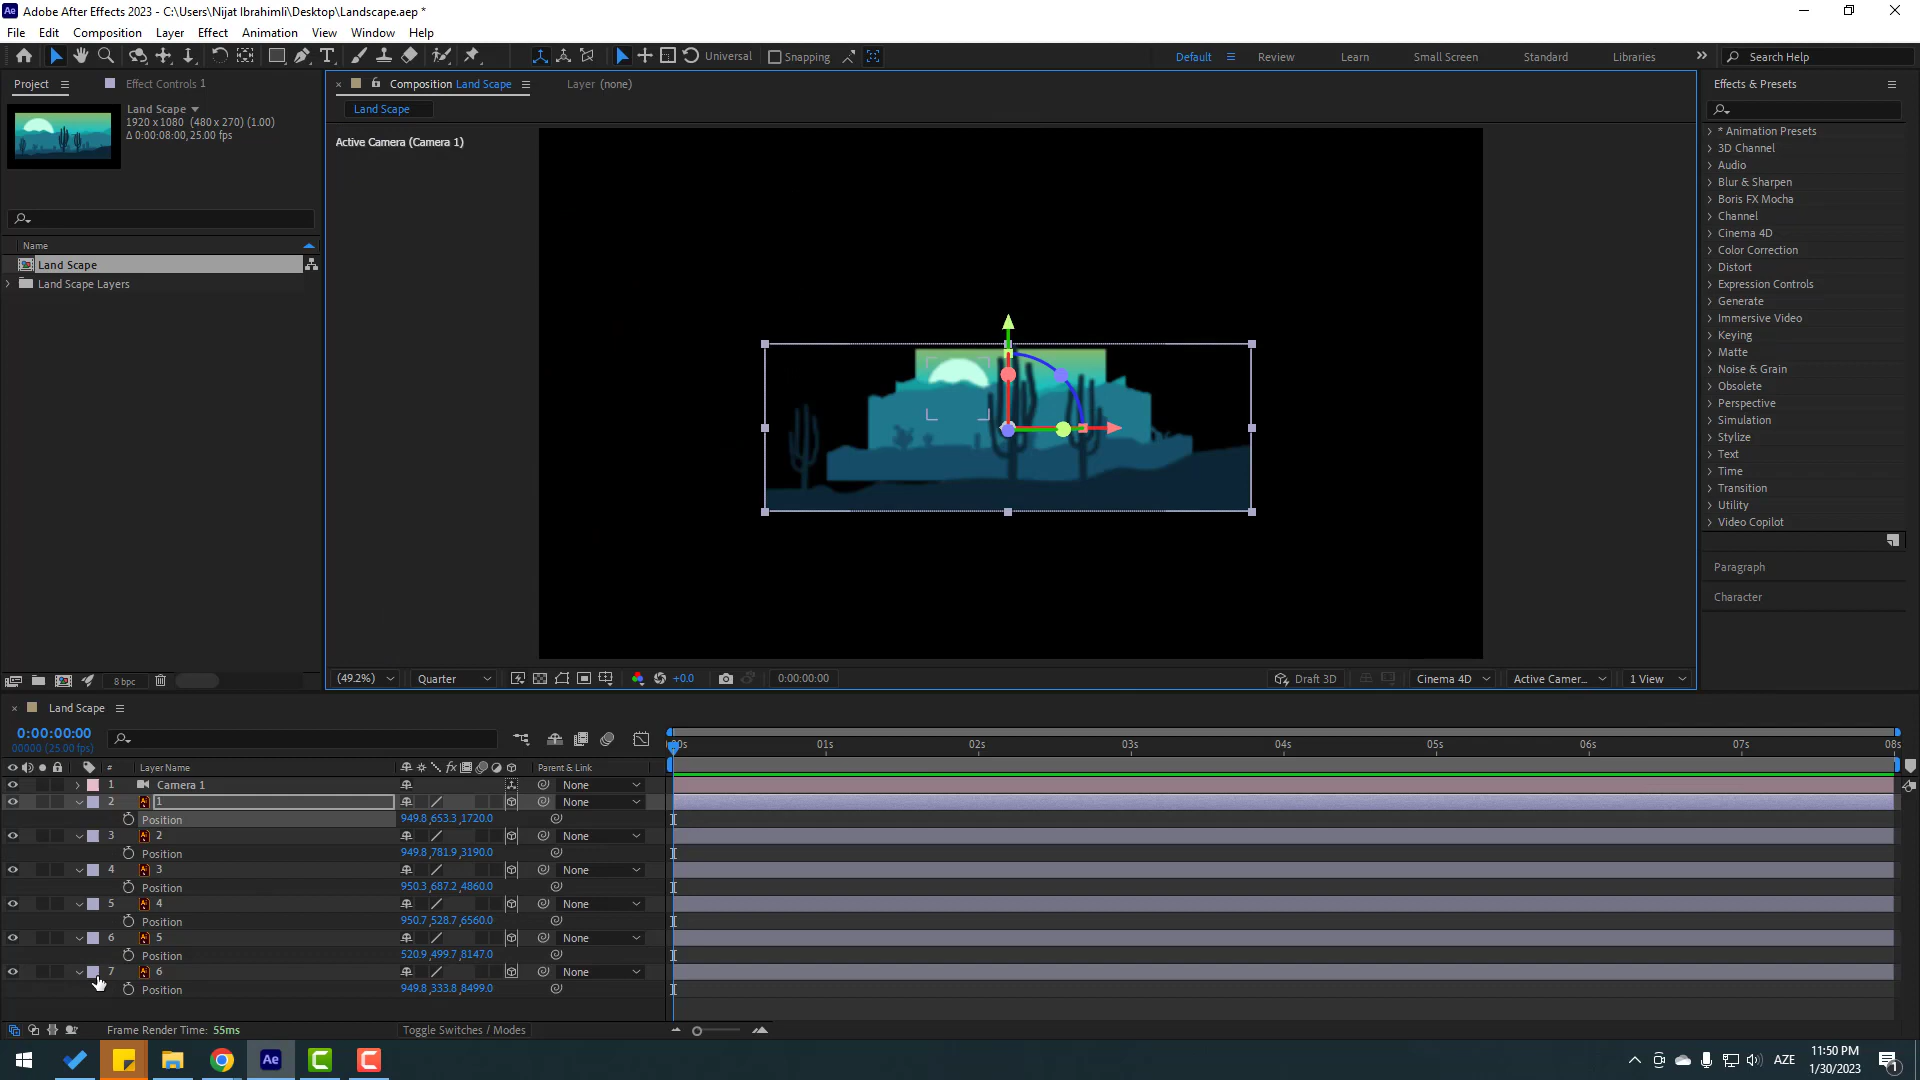 Adobe After Effects 2023 - C:\Users\Nijat Ibrahimli\Desktop\Landscape.aep *
File Edit Composition Layer Effect Animation View Window Help
Universal Snapping Default Review Learn Small Screen Standard Libraries Search Help
Project Effect Controls 1
Composition Land Scape Layer (none)
Effects & Presets
Land Scape
1920 x 1080 (480 x 270) (1.00)
Δ 0:00:08:00, 25.00 fps
Land Scape
Active Camera (Camera 1)
Name
Land Scape
Land Scape Layers
* Animation Presets
3D Channel
Audio
Blur & Sharpen
Boris FX Mocha
Channel
Cinema 4D
Color Correction
Distort
Expression Controls
Generate
Immersive Video
Keying
Matte
Noise & Grain
Obsolete
Perspective
Simulation
Stylize
Text
Time
Transition
Utility
Video Copilot
Paragraph
Character
8 bpc
(49.2%) Quarter +0.0 0:00:00:00 Draft 3D Cinema 4D Active Camer... 1 View
Land Scape
0:00:00:00
00000 (25.00 fps)
:00s 01s 02s 03s 04s 05s 06s 07s 08s
# Layer Name Parent & Link
1 Camera 1 None
2 1 None
Position 949.8,653.3,1720.0
3 2 None
Position 949.8,781.9,3190.0
4 3 None
Position 950.3,687.2,4860.0
5 4 None
Position 950.7,528.7,6560.0
6 5 None
Position 520.9,499.7,8147.0
7 6 None
Position 949.8,333.8,8499.0
Frame Render Time: 55ms Toggle Switches / Modes
AZE
11:50 PM
1/30/2023
1